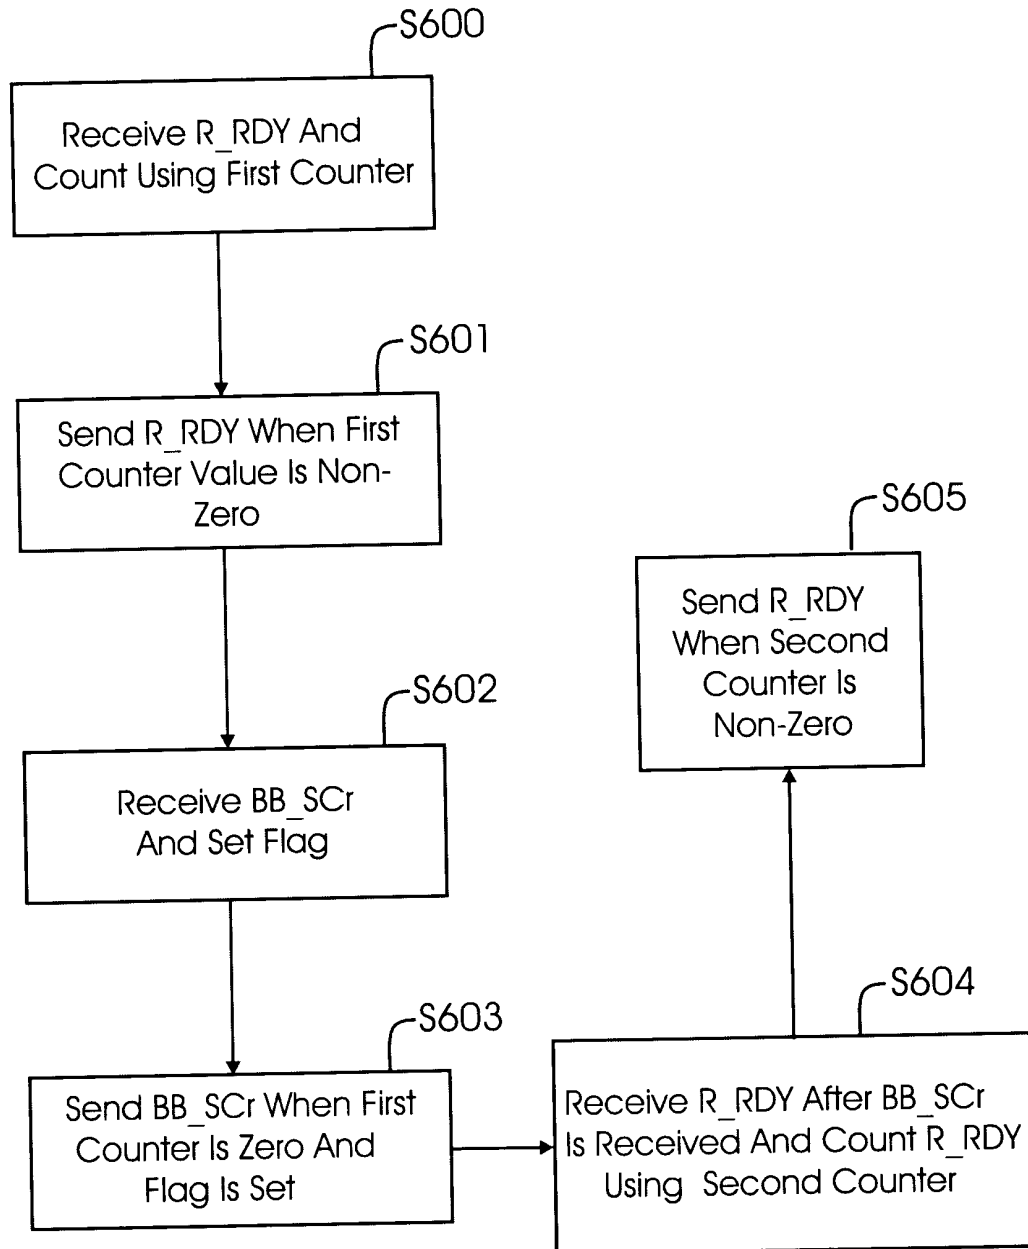 S600
Receive R_RDY And
Count Using First Counter
S601
Send R_RDY When First
Counter Value Is Non-
Zero
S602
Receive BB_SCr
And Set Flag
S603
Send BB_SCr When First
Counter Is Zero And
Flag Is Set
S604
Receive R_RDY After BB_SCr
Is Received And Count R_RDY
Using Second Counter
S605
Send R_RDY
When Second
Counter Is
Non-Zero